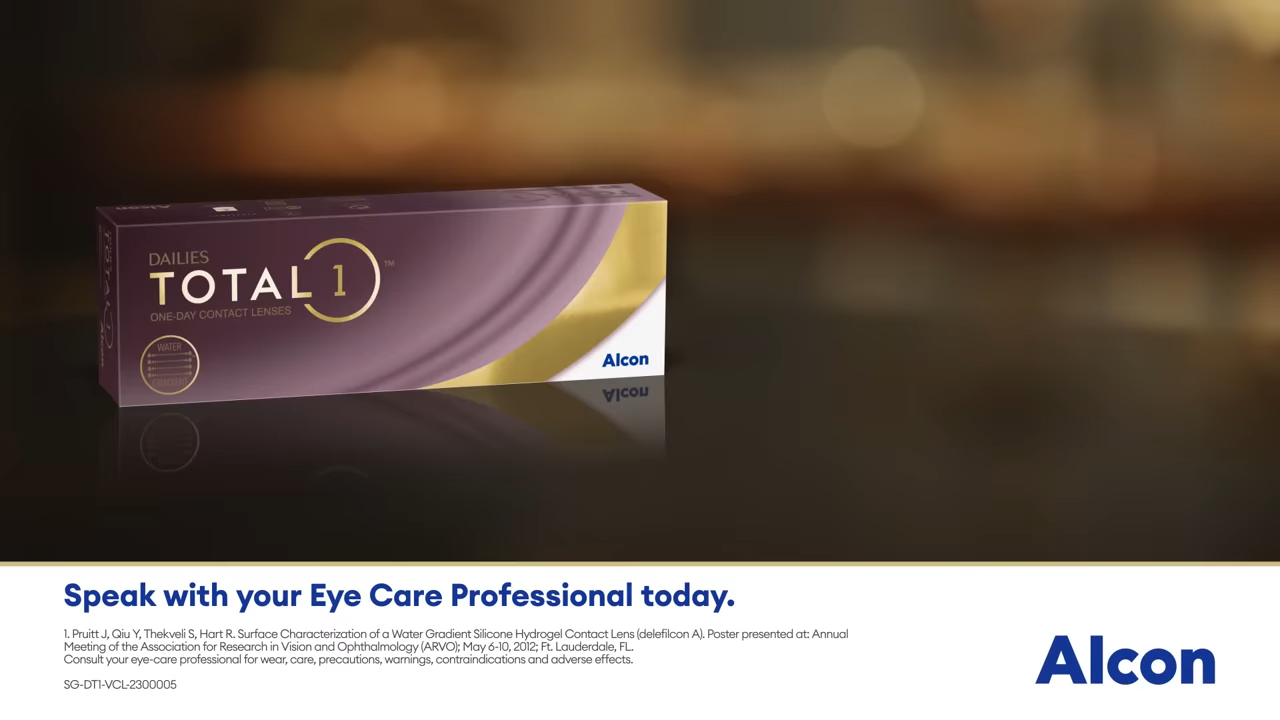 Alcon
DAILIES
TOTAL 1™
ONE-DAY CONTACT LENSES
WATER
GRADIENT
Alcon
Speak with your Eye Care Professional today.
1. Pruitt J, Qiu Y, Thekveli S, Hart R. Surface Characterization of a Water Gradient Silicone Hydrogel Contact Lens (delefilcon A). Poster presented at: Annual
Meeting of the Association for Research in Vision and Ophthalmology (ARVO); May 6-10, 2012; Ft. Lauderdale, FL.
Consult your eye-care professional for wear, care, precautions, warnings, contraindications and adverse effects.
SG-DT1-VCL-2300005
Alcon